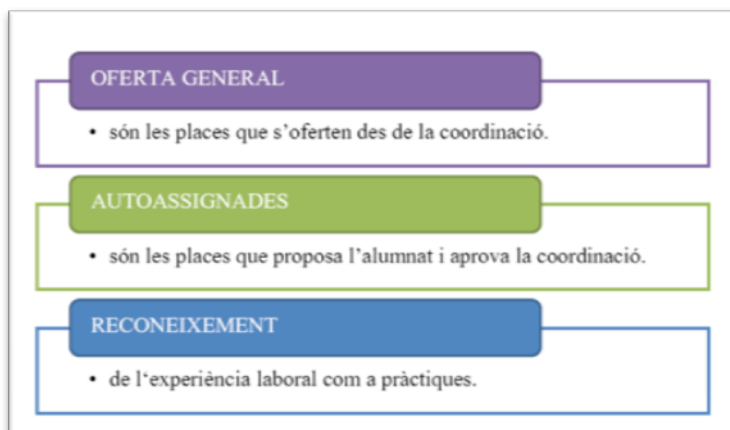 OFERTA GENERAL
• són les places que s’oferten des de la coordinació.
AUTOASSIGNADES
• són les places que proposa l’alumnat i aprova la coordinació.
RECONEIXEMENT
• de l‘experiència laboral com a pràctiques.